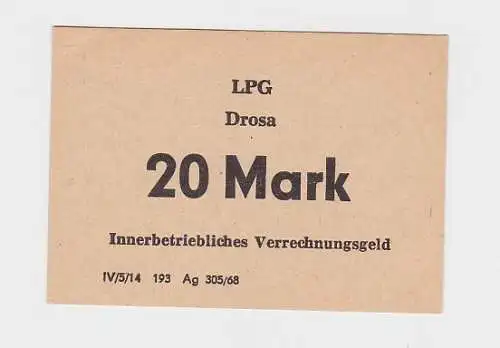 LPG
Drosa
20 Mark
Innerbetriebliches Verrechnungsgeld
IV/5/14 193 Ag 305/68